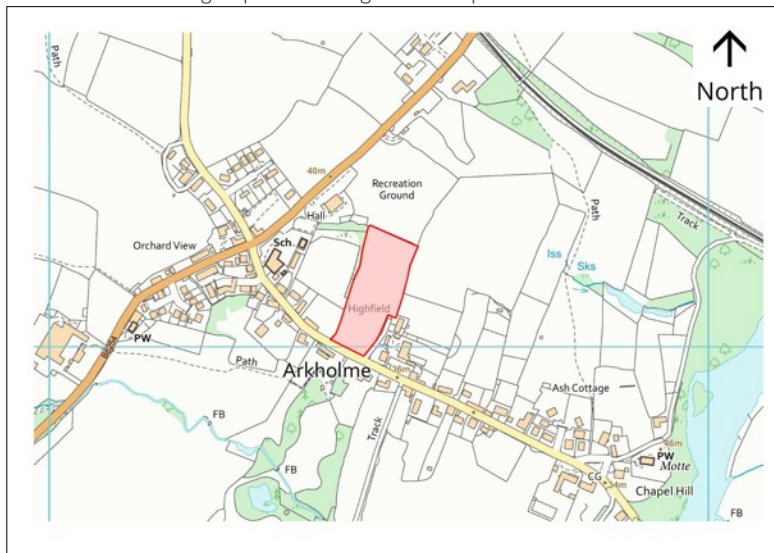 North
Path
40m
Recreation
Ground
Hall
Orchard View
Sch
Path
Track
Iss
Sks
Highfield
B6254
PW
Path
Arkholme
36m
Ash Cottage
FB
Track
FB
46m
PW
Motte
CG
34m
Chapel Hill
FB